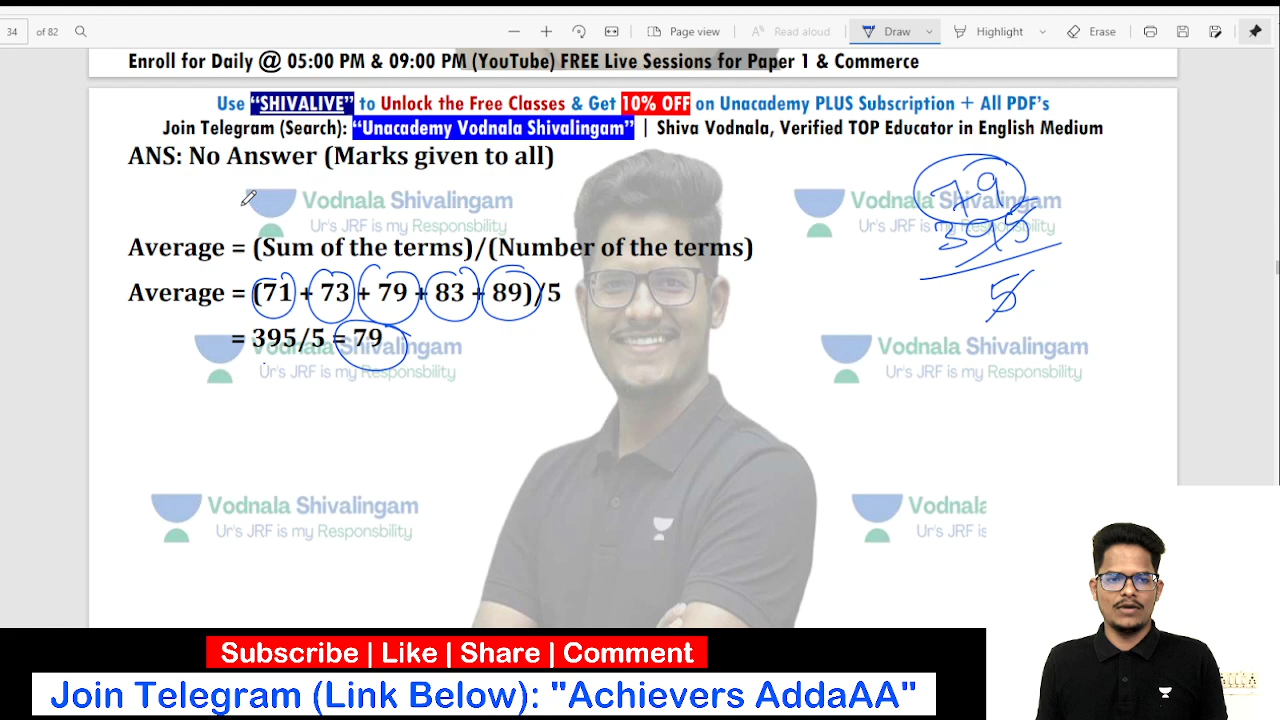 34 of 82 Page view Read aloud Draw Highlight Erase
Enroll for Daily @ 05:00 PM & 09:00 PM (YouTube) FREE Live Sessions for Paper 1 & Commerce
Use “SHIVALIVE” to Unlock the Free Classes & Get 10% OFF on Unacademy PLUS Subscription + All PDF’s
Join Telegram (Search): “Unacademy Vodnala Shivalingam” | Shiva Vodnala, Verified TOP Educator in English Medium
ANS: No Answer (Marks given to all)
Vodnala Shivalingam
Ur's JRF is my Responsbility
Vodnala Shivalingam
Ur's JRF is my Responsbility
79
395
5
Average = (Sum of the terms)/(Number of the terms)
Average = (71 + 73 + 79 + 83 + 89)/5
= 395/5 = 79
Vodnala Shivalingam
Ur's JRF is my Responsbility
Vodnala Shivalingam
Ur's JRF is my Responsbility
Vodnala Shivalingam
Ur's JRF is my Responsbility
Vodnala
Ur's JRF is my Respons
Subscribe | Like | Share | Comment
Join Telegram (Link Below): "Achievers AddaAA"